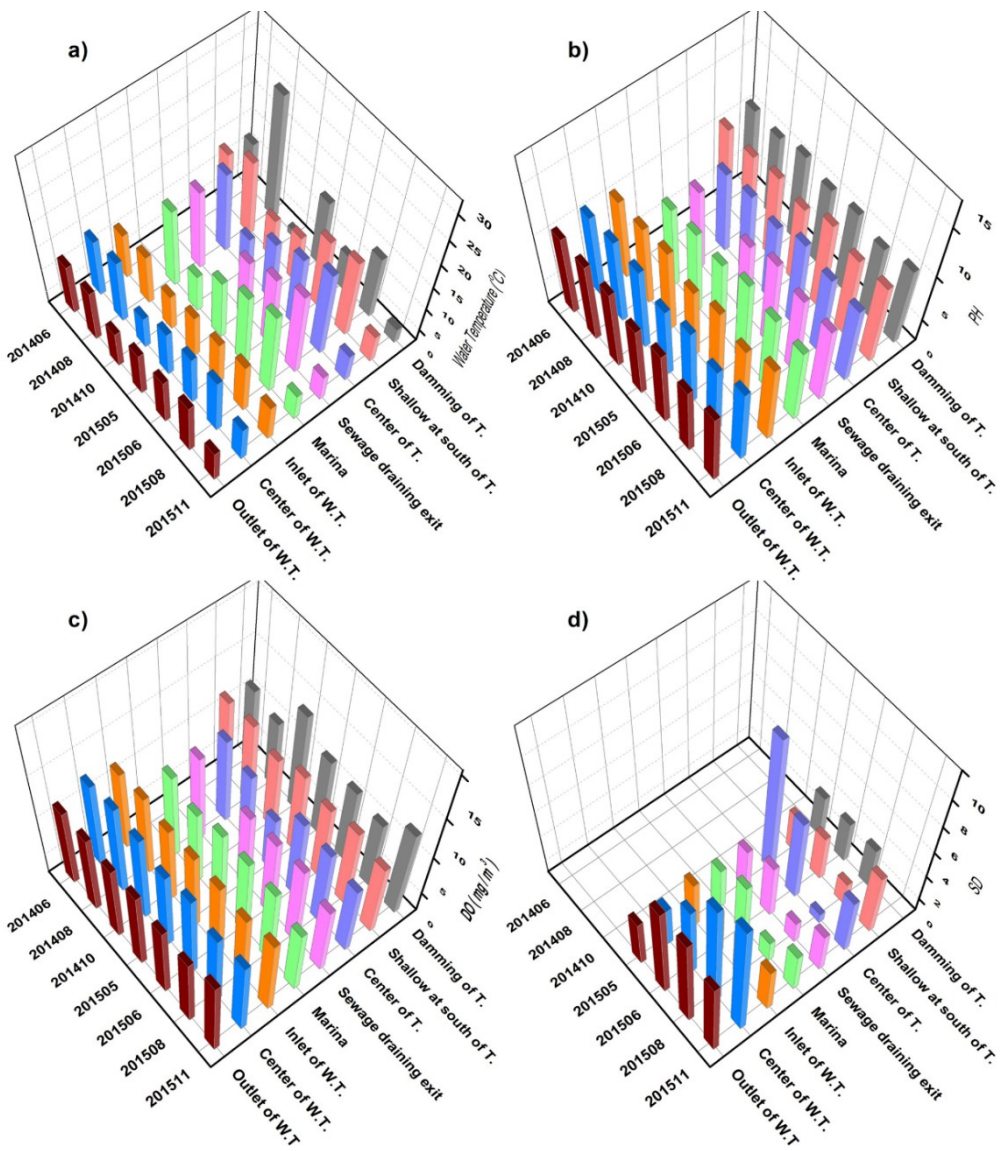 a)
30
25
20
15
10
5
0
Water Temperature (°C)
201406
201408
201410
201505
201506
201508
201511
Damming of T.
Shallow at south of T.
Center of T.
Sewage draining exit
Marina
Inlet of W.T.
Center of W.T.
Outlet of W.T.
b)
15
10
5
0
PH
201406
201408
201410
201505
201506
201508
201511
Damming of T.
Shallow at south of T.
Center of T.
Sewage draining exit
Marina
Inlet of W.T.
Center of W.T.
Outlet of W.T.
c)
15
10
5
0
DO ( mg / m⁻²)
201406
201408
201410
201505
201506
201508
201511
Damming of T.
Shallow at south of T.
Center of T.
Sewage draining exit
Marina
Inlet of W.T.
Center of W.T.
Outlet of W.T
d)
10
8
6
4
0
SD
201406
201408
201410
201505
201506
201508
201511
Damming of T.
Shallow at south of T.
Center of T.
Sewage draining exit
Marina
Inlet of W.T.
Center of W.T.
Outlet of W.T